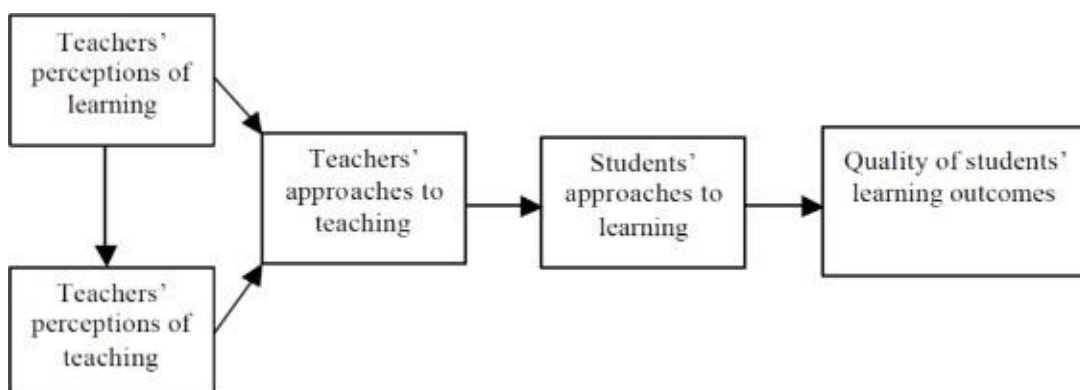 Teachers’
perceptions of
learning
Teachers’
approaches to
teaching
Students’
approaches to
learning
Quality of students’
learning outcomes
Teachers’
perceptions of
teaching